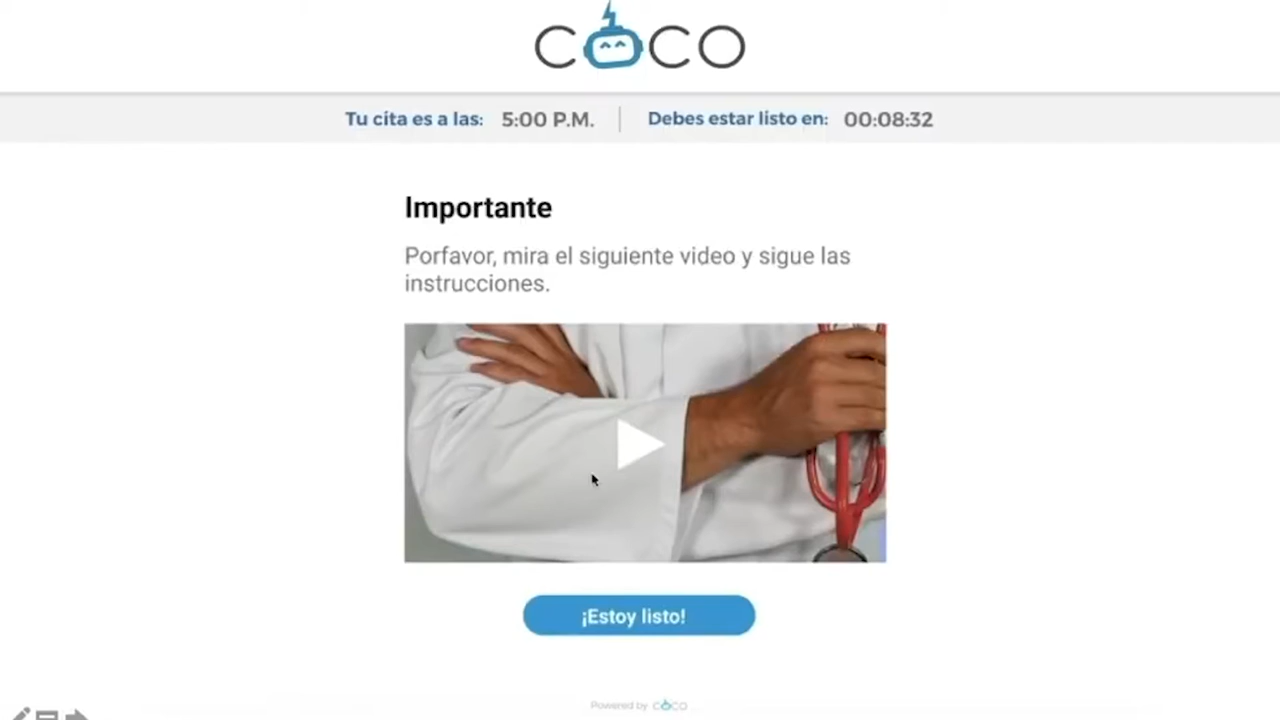 COCO
Tu cita es a las: 5:00 P.M. Debes estar listo en: 00:08:32
Importante
Porfavor, mira el siguiente video y sigue las
instrucciones.
¡Estoy listo!
Powered by COCO